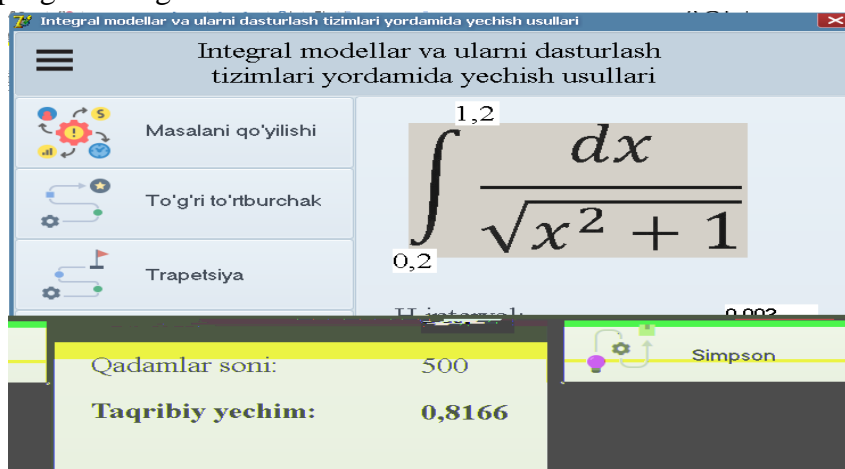 Integral modellar va ularni dasturlash tizimlari yordamida yechish usullari
Integral modellar va ularni dasturlash
tizimlari yordamida yechish usullari
Masalani qo'yilishi
To'g'ri to'rtburchak
Trapetsiya
1,2
∫ dx / √(x² + 1)
0,2
Simpson
Qadamlar soni: 500
Taqribiy yechim: 0,8166